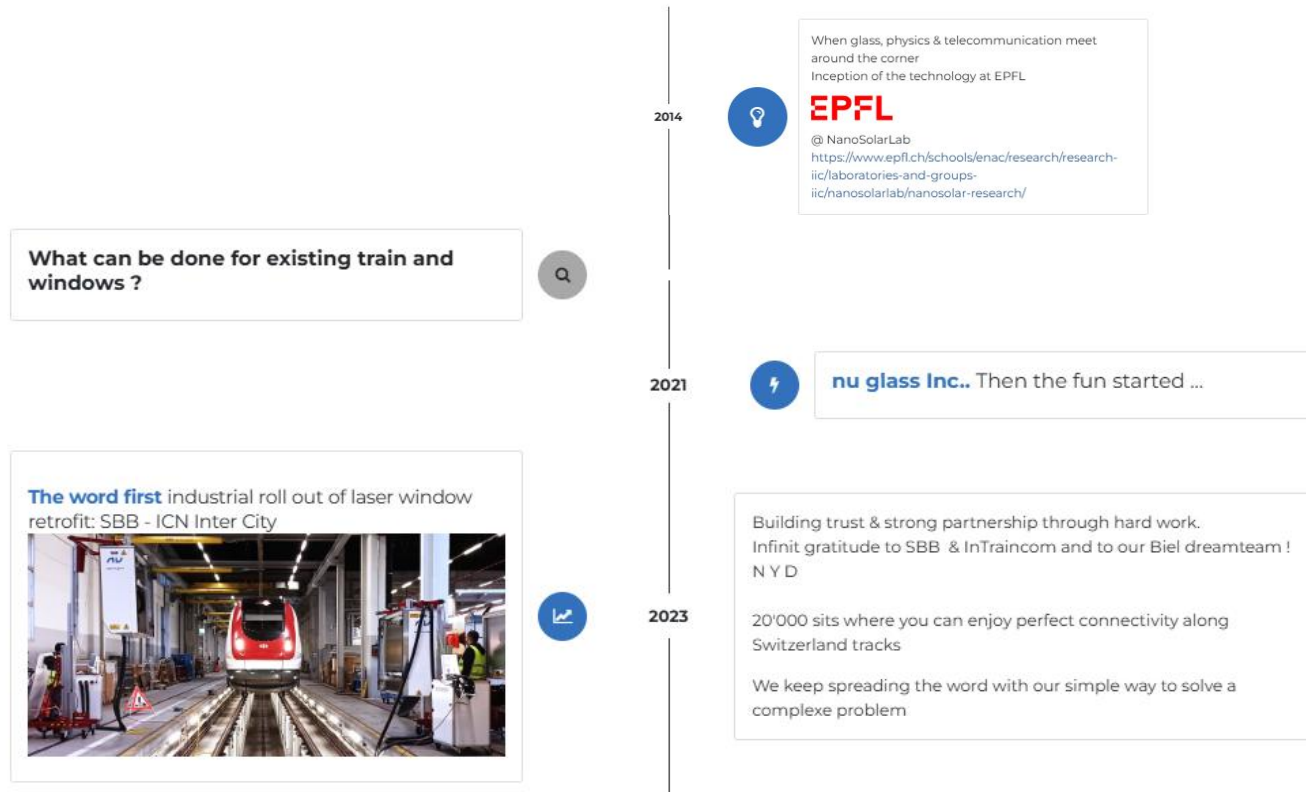 When glass, physics & telecommunication meet
around the corner
Inception of the technology at EPFL
2014
EPFL
@ NanoSolarLab
https://www.epfl.ch/schools/enac/research/research-
iic/laboratories-and-groups-
iic/nanosolarlab/nanosolar-research/
What can be done for existing train and
windows ?
2021
nu glass Inc.. Then the fun started ...
The word first industrial roll out of laser window
retrofit: SBB - ICN Inter City
2023
Building trust & strong partnership through hard work.
Infinit gratitude to SBB & InTraincom and to our Biel dreamteam !
N Y D
20'000 sits where you can enjoy perfect connectivity along
Switzerland tracks
We keep spreading the word with our simple way to solve a
complexe problem